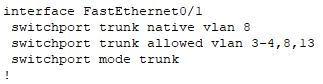 interface FastEthernet0/1
switchport trunk native vlan 8
switchport trunk allowed vlan 3-4,8,13
switchport mode trunk
!